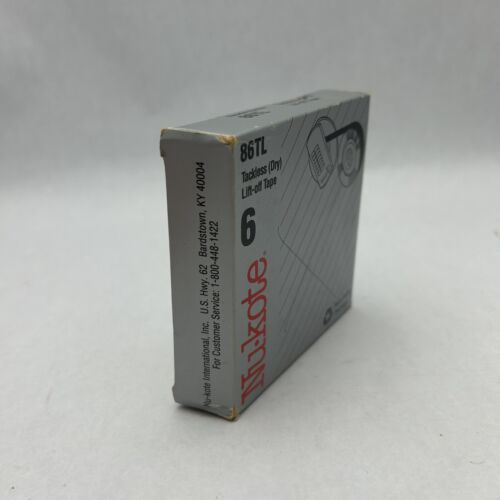 86TL
Tackless (Dry)
Lift-off Tape
6
Nu-kote.
Nu-kote International, Inc. U.S. Hwy. 62 Bardstown, KY 40004
For Customer Service: 1-800-448-1422